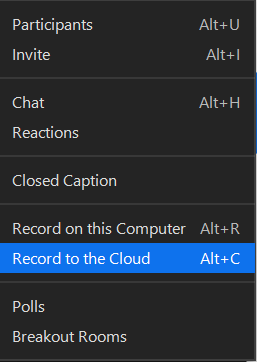 Participants Alt+U
Invite Alt+I
Chat Alt+H
Reactions
Closed Caption
Record on this Computer Alt+R
Record to the Cloud Alt+C
Polls
Breakout Rooms